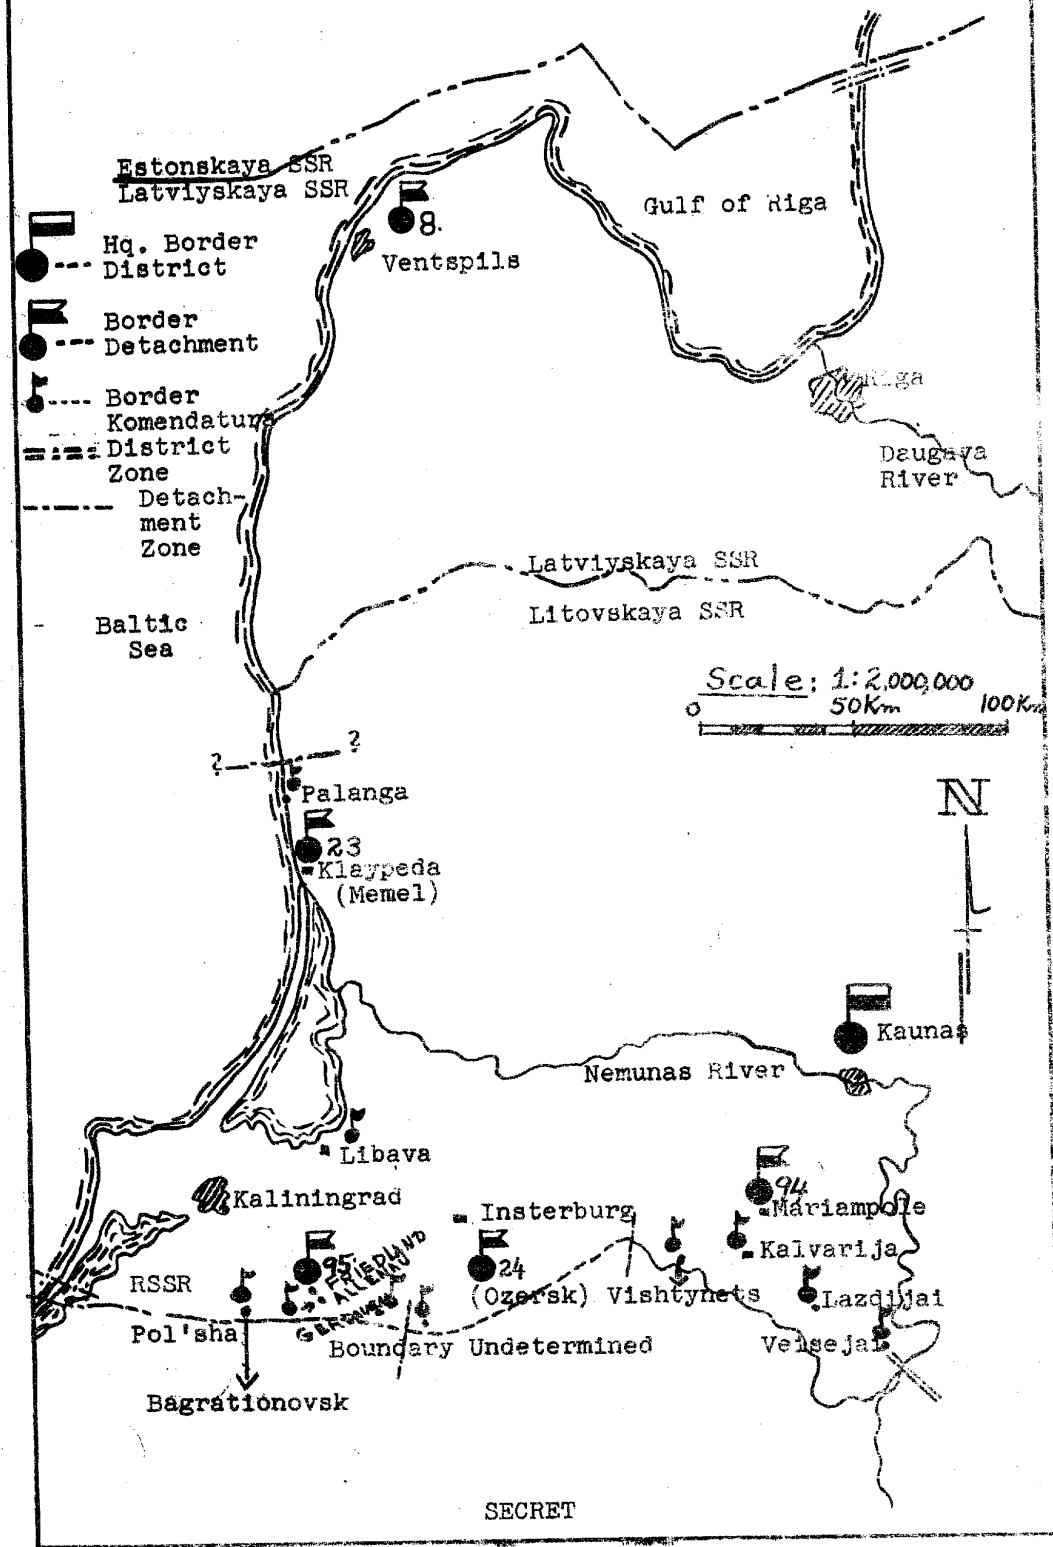 Estonskaya SSR
Latviyskaya SSR
Gulf of Riga
8.
Ventspils
Hq. Border
District
Border
Detachment
Border
Komendatura
District
Zone
Detach-
ment
Zone
Riga
Daugava
River
Latviyskaya SSR
Litovskaya SSR
Baltic
Sea
Scale: 1:2,000,000
0 50Km 100Km
? ?
Palanga
N
23
Klaypeda
(Memel)
Kaunas
Nemunas River
Libava
Kaliningrad
94
Mariampole
Insterburg
Kalvarija
95
FRIEDLAND
ALLENAU
24
(Ozersk) Vishtynets
RSSR
Lazdijai
Pol'sha
Boundary Undetermined
Veisejai
Bagrationovsk
SECRET